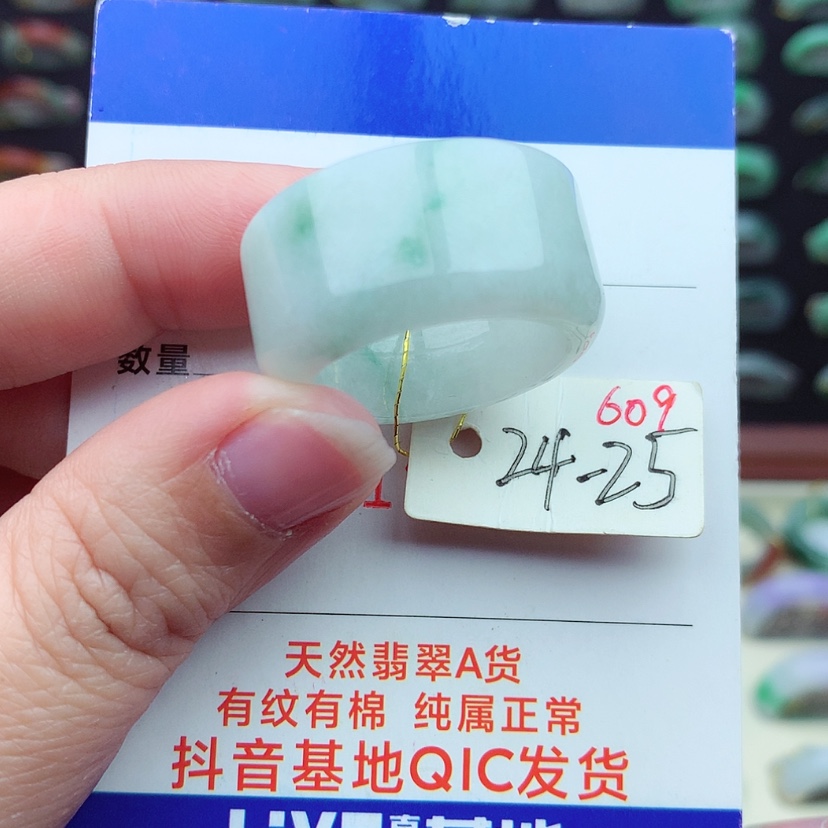 数量
609
24-25
1
天然翡翠A货
有纹有棉 纯属正常
抖音基地QIC发货